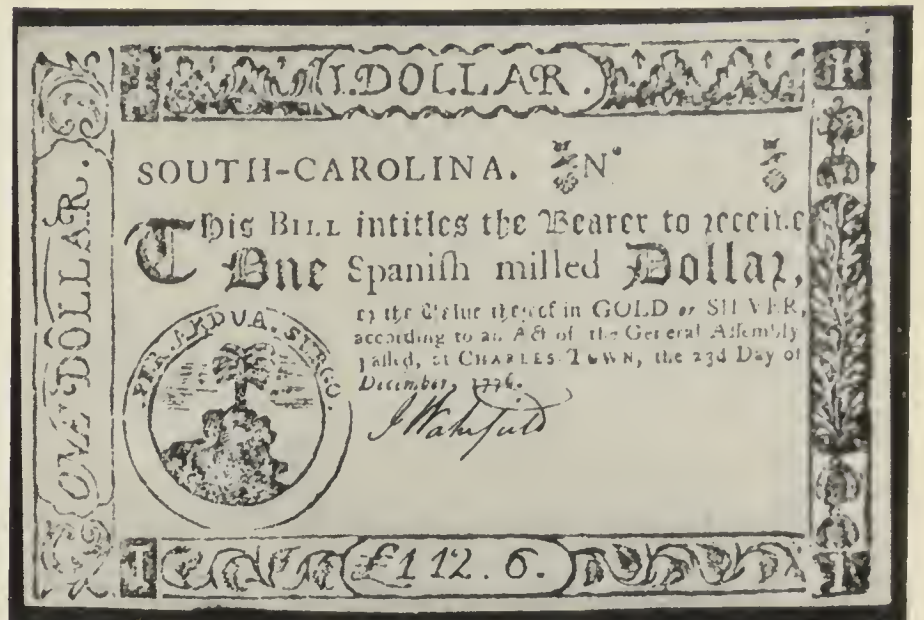 I. DOLLAR.
ONE DOLLAR.
SOUTH-CAROLINA. N°
This BILL intitles the Bearer to receive
One Spaniſh milled Dollar,
or the Value thereof in GOLD or SILVER,
according to an Act of the General Aſſembly
paſſed, at CHARLES-TOWN, the 23d Day of
December, 1776.
PER ARDUA. SURGO.
J Wakefield
£1 12. 6.